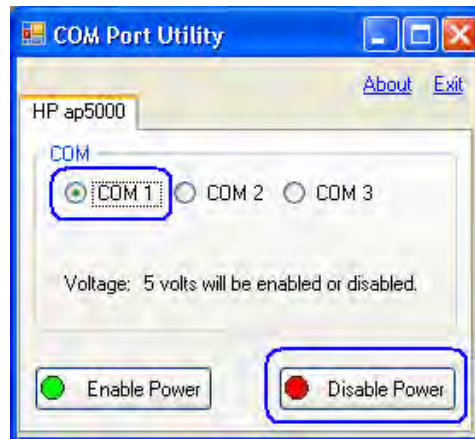 COM Port Utility
About Exit
HP ap5000
COM
COM 1 COM 2 COM 3
Voltage: 5 volts will be enabled or disabled.
Enable Power Disable Power